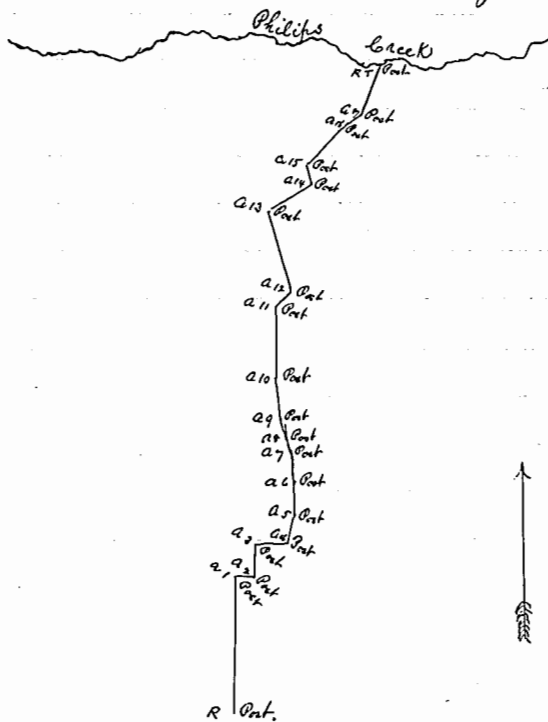 Philips
Creek
RT Post
a17 Post
Post
a15 Post
a14 Post
a13 Post
a12 Post
a11 Post
a10 Post
a9 Post
a8 Post
a7 Post
a6 Post
a5 Post
a3 a4 Post
Post
a1 a2 Post
Post
R Post.